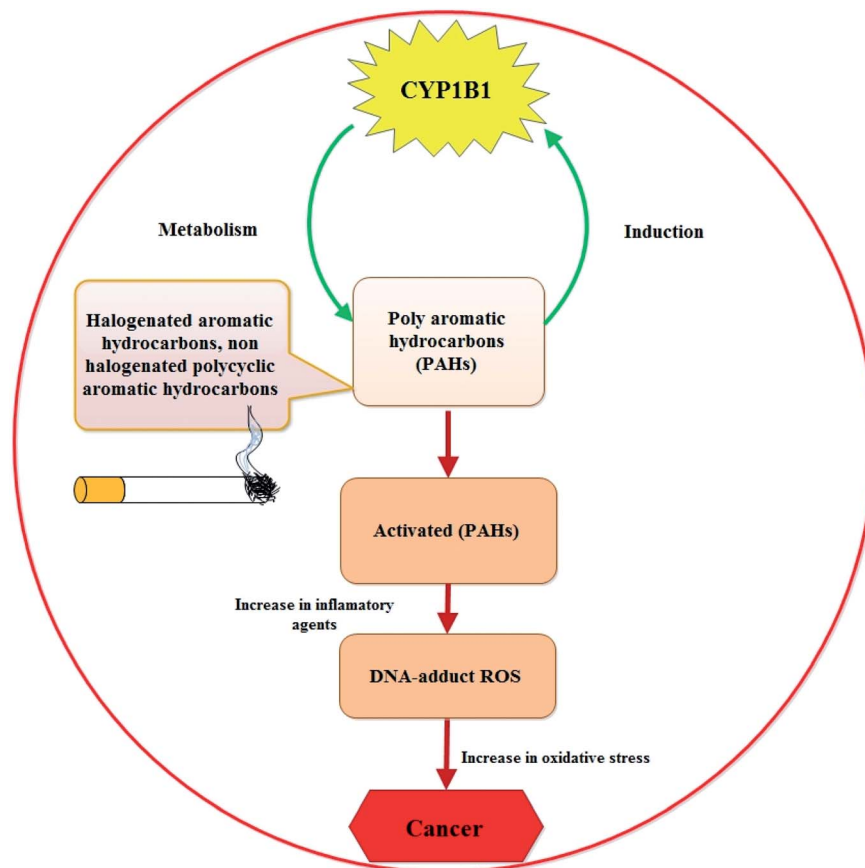 CYP1B1
Metabolism
Induction
Halogenated aromatic
hydrocarbons, non
halogenated polycyclic
aromatic hydrocarbons
Poly aromatic
hydrocarbons
(PAHs)
Activated (PAHs)
Increase in inflamatory
agents
DNA-adduct ROS
Increase in oxidative stress
Cancer